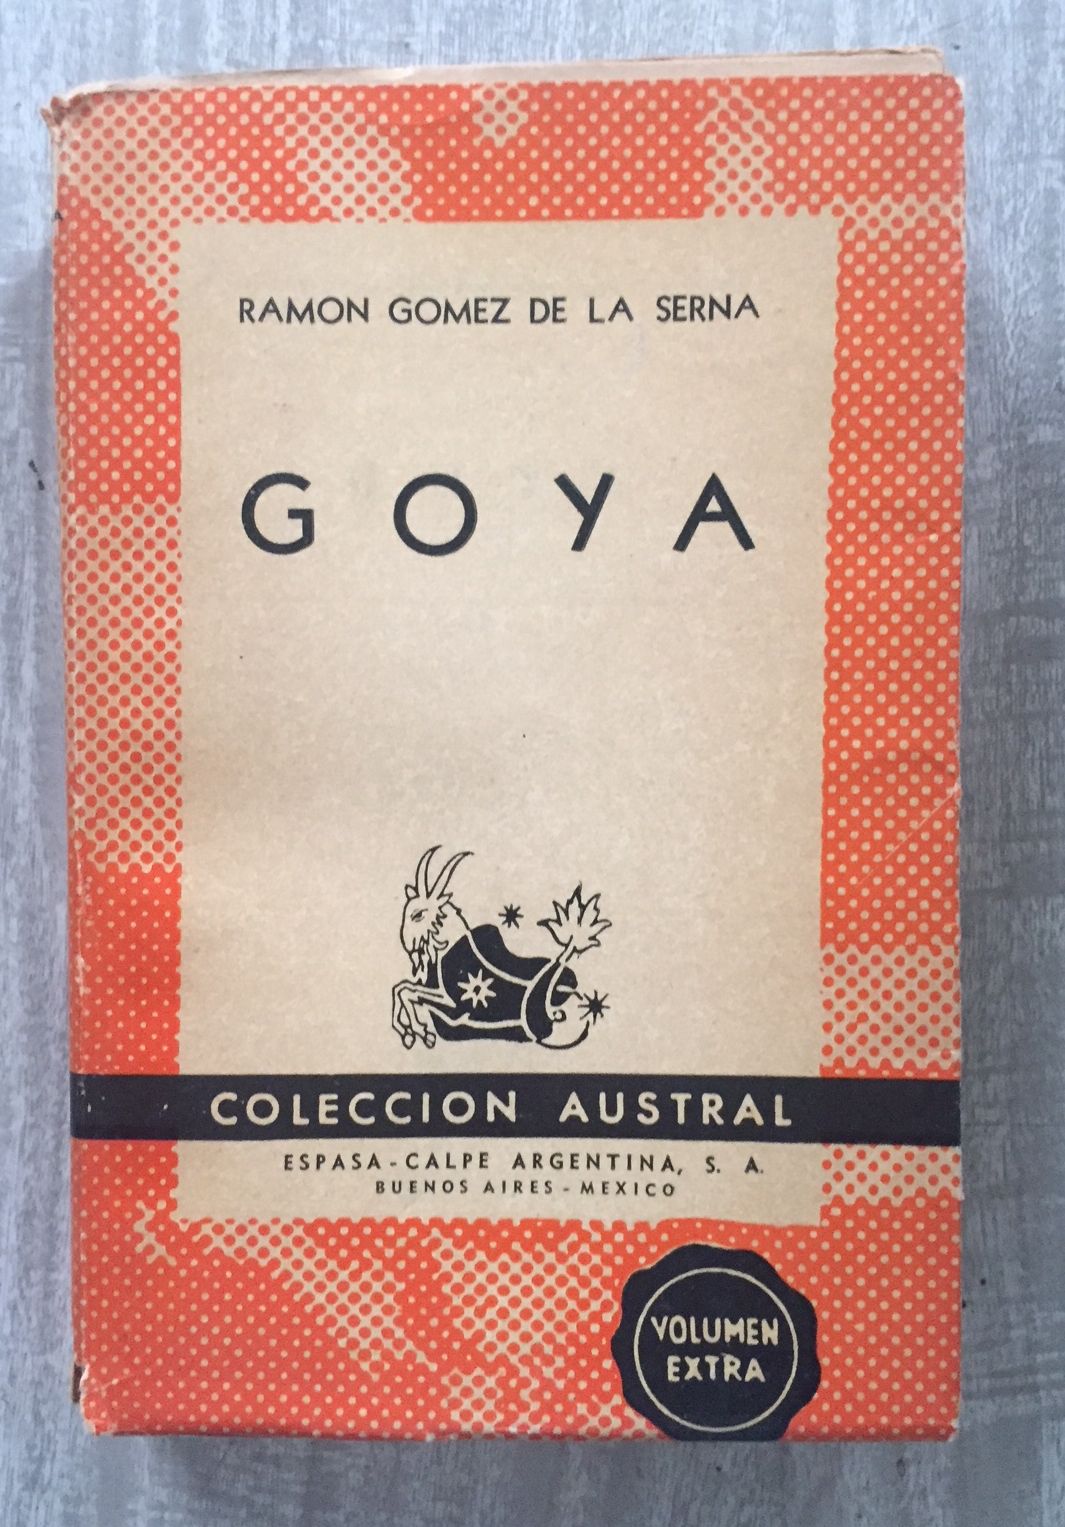 RAMON GOMEZ DE LA SERNA
GOYA
COLECCION AUSTRAL
ESPASA-CALPE ARGENTINA, S. A.
BUENOS AIRES - MEXICO
VOLUMEN
EXTRA